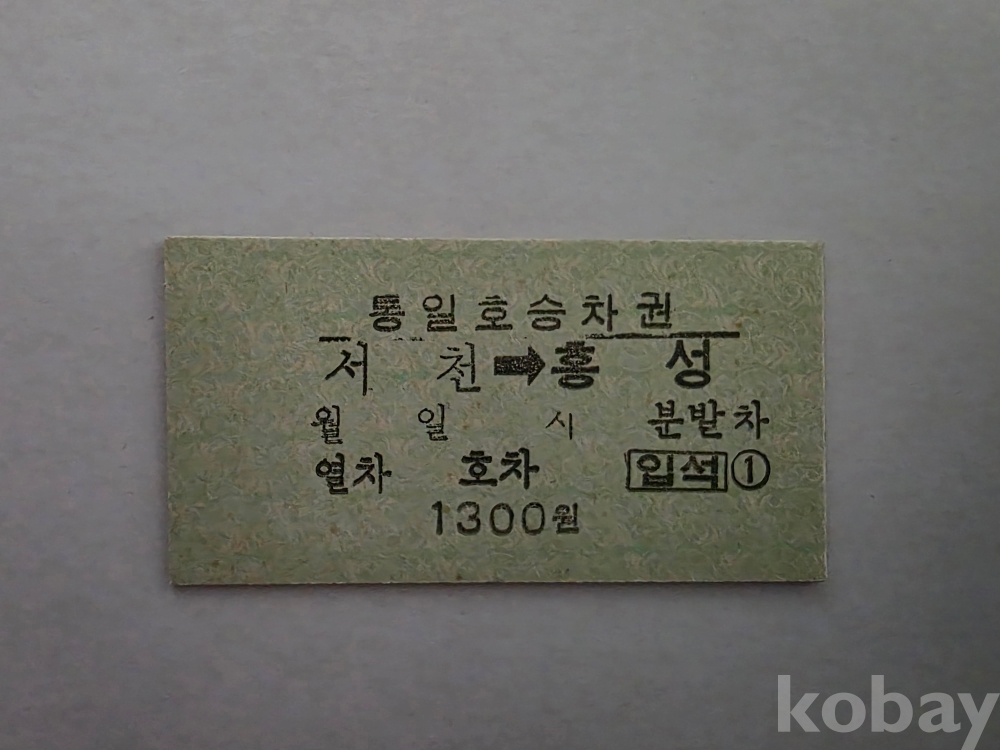 통일호승차권
서 천 ➡ 홍 성
월 일 시 분발차
열차 호차 입석 ①
1300원
kobay